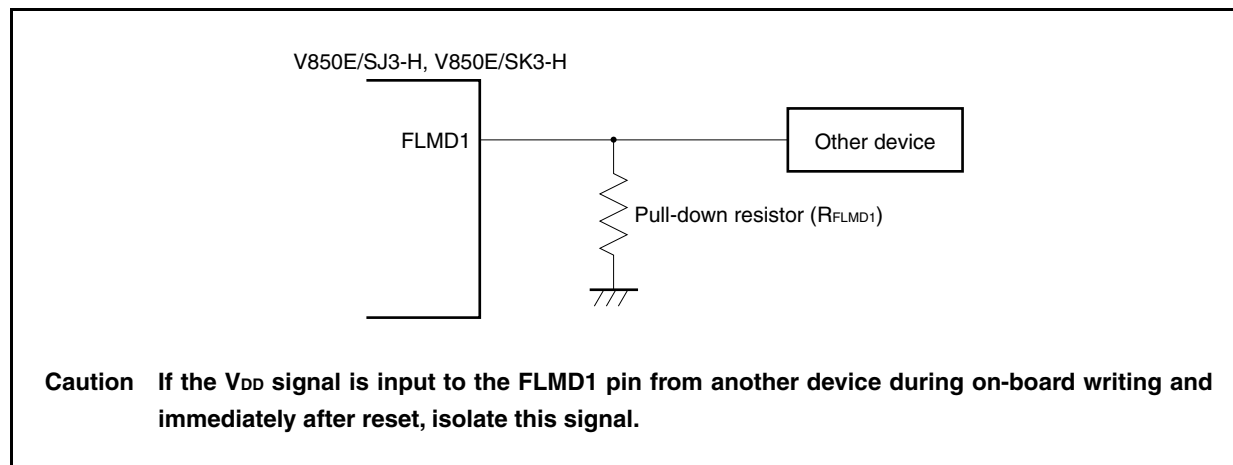 V850E/SJ3-H, V850E/SK3-H
FLMD1
Other device
Pull-down resistor (RFLMD1)
Caution If the VDD signal is input to the FLMD1 pin from another device during on-board writing and
immediately after reset, isolate this signal.